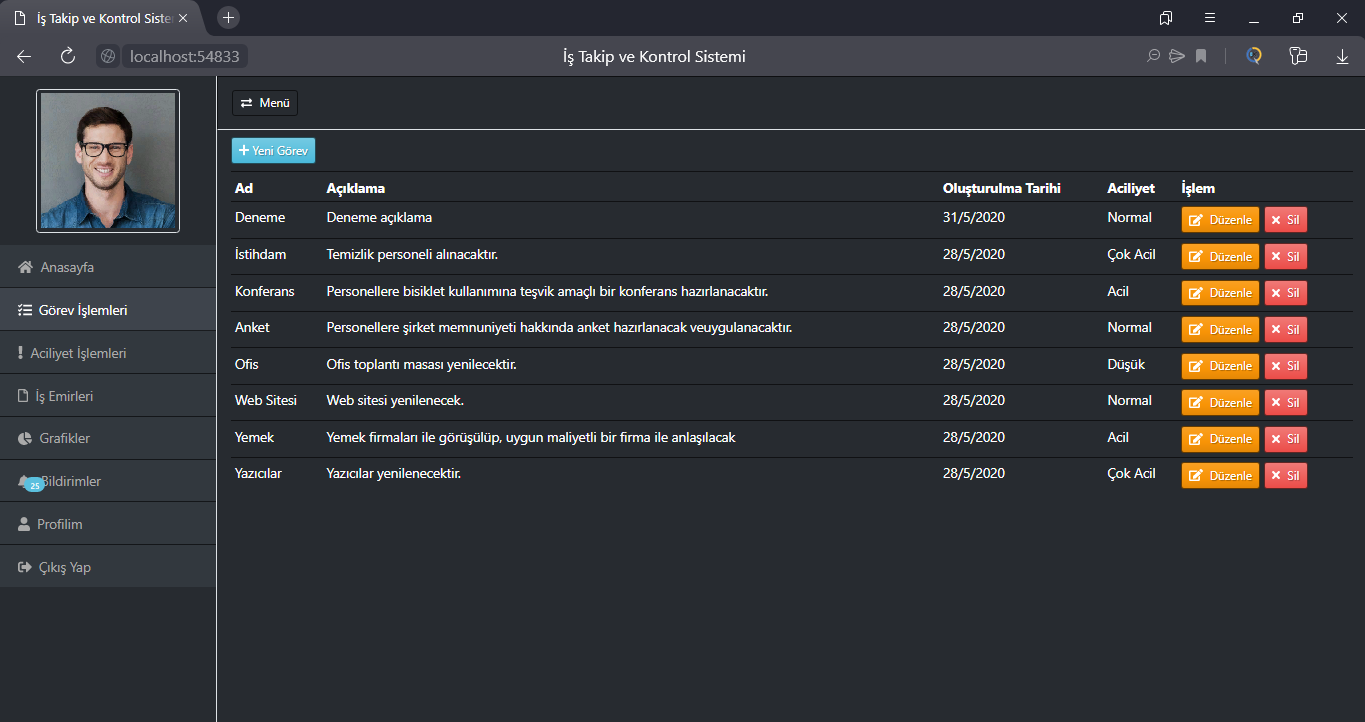 İş Takip ve Kontrol Siste
localhost:54833
İş Takip ve Kontrol Sistemi
Menü
Yeni Görev
Ad Açıklama Oluşturulma Tarihi Aciliyet İşlem
Deneme Deneme açıklama 31/5/2020 Normal Düzenle Sil
İstihdam Temizlik personeli alınacaktır. 28/5/2020 Çok Acil Düzenle Sil
Konferans Personellere bisiklet kullanımına teşvik amaçlı bir konferans hazırlanacaktır. 28/5/2020 Acil Düzenle Sil
Anket Personellere şirket memnuniyeti hakkında anket hazırlanacak veuygulanacaktır. 28/5/2020 Normal Düzenle Sil
Ofis Ofis toplantı masası yenilecektir. 28/5/2020 Düşük Düzenle Sil
Web Sitesi Web sitesi yenilenecek. 28/5/2020 Normal Düzenle Sil
Yemek Yemek firmaları ile görüşülüp, uygun maliyetli bir firma ile anlaşılacak 28/5/2020 Acil Düzenle Sil
Yazıcılar Yazıcılar yenilenecektir. 28/5/2020 Çok Acil Düzenle Sil
Anasayfa
Görev İşlemleri
Aciliyet İşlemleri
İş Emirleri
Grafikler
25 Bildirimler
Profilim
Çıkış Yap